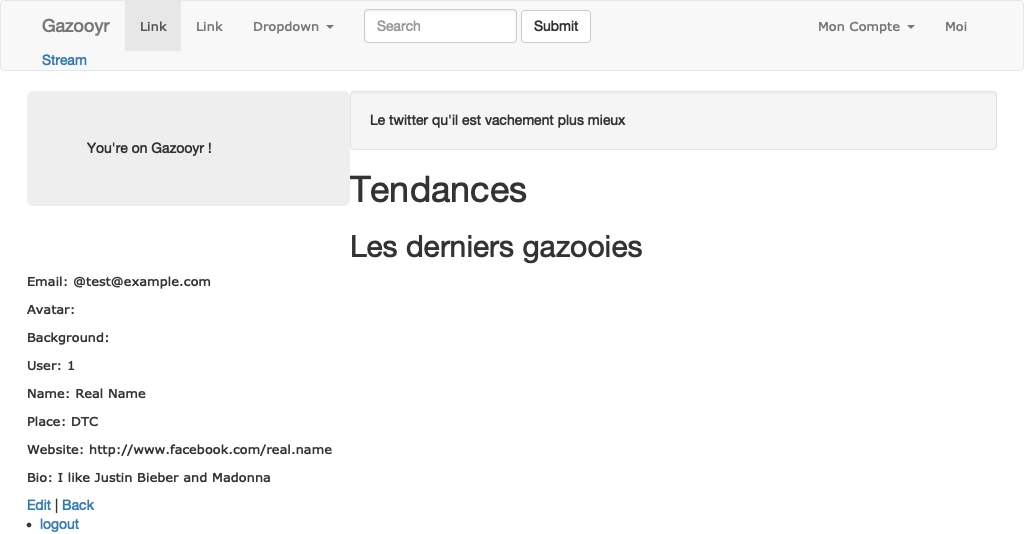 Gazooyr Link Link Dropdown Search Submit Mon Compte Moi
Stream
You're on Gazooyr !
Le twitter qu'il est vachement plus mieux
Tendances
Les derniers gazooies
Email: @test@example.com
Avatar:
Background:
User: 1
Name: Real Name
Place: DTC
Website: http://www.facebook.com/real.name
Bio: I like Justin Bieber and Madonna
Edit | Back
• logout